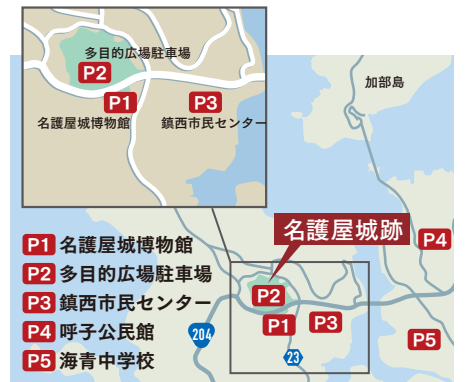 多目的広場駐車場
P2
P1
P3
名護屋城博物館
鎮西市民センター
加部島
名護屋城跡
P4
P2
P1
P3
P5
204
23
P1 名護屋城博物館
P2 多目的広場駐車場
P3 鎮西市民センター
P4 呼子公民館
P5 海青中学校